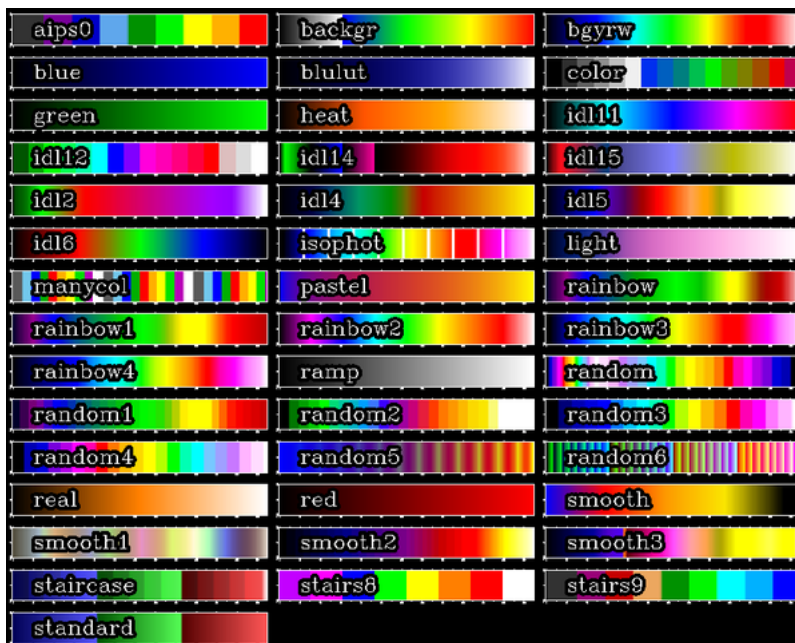 aips0 backgr bgyrw
blue blulut color
green heat idl11
idl12 idl14 idl15
idl2 idl4 idl5
idl6 isophot light
manycol pastel rainbow
rainbow1 rainbow2 rainbow3
rainbow4 ramp random
random1 random2 random3
random4 random5 random6
real red smooth
smooth1 smooth2 smooth3
staircase stairs8 stairs9
standard